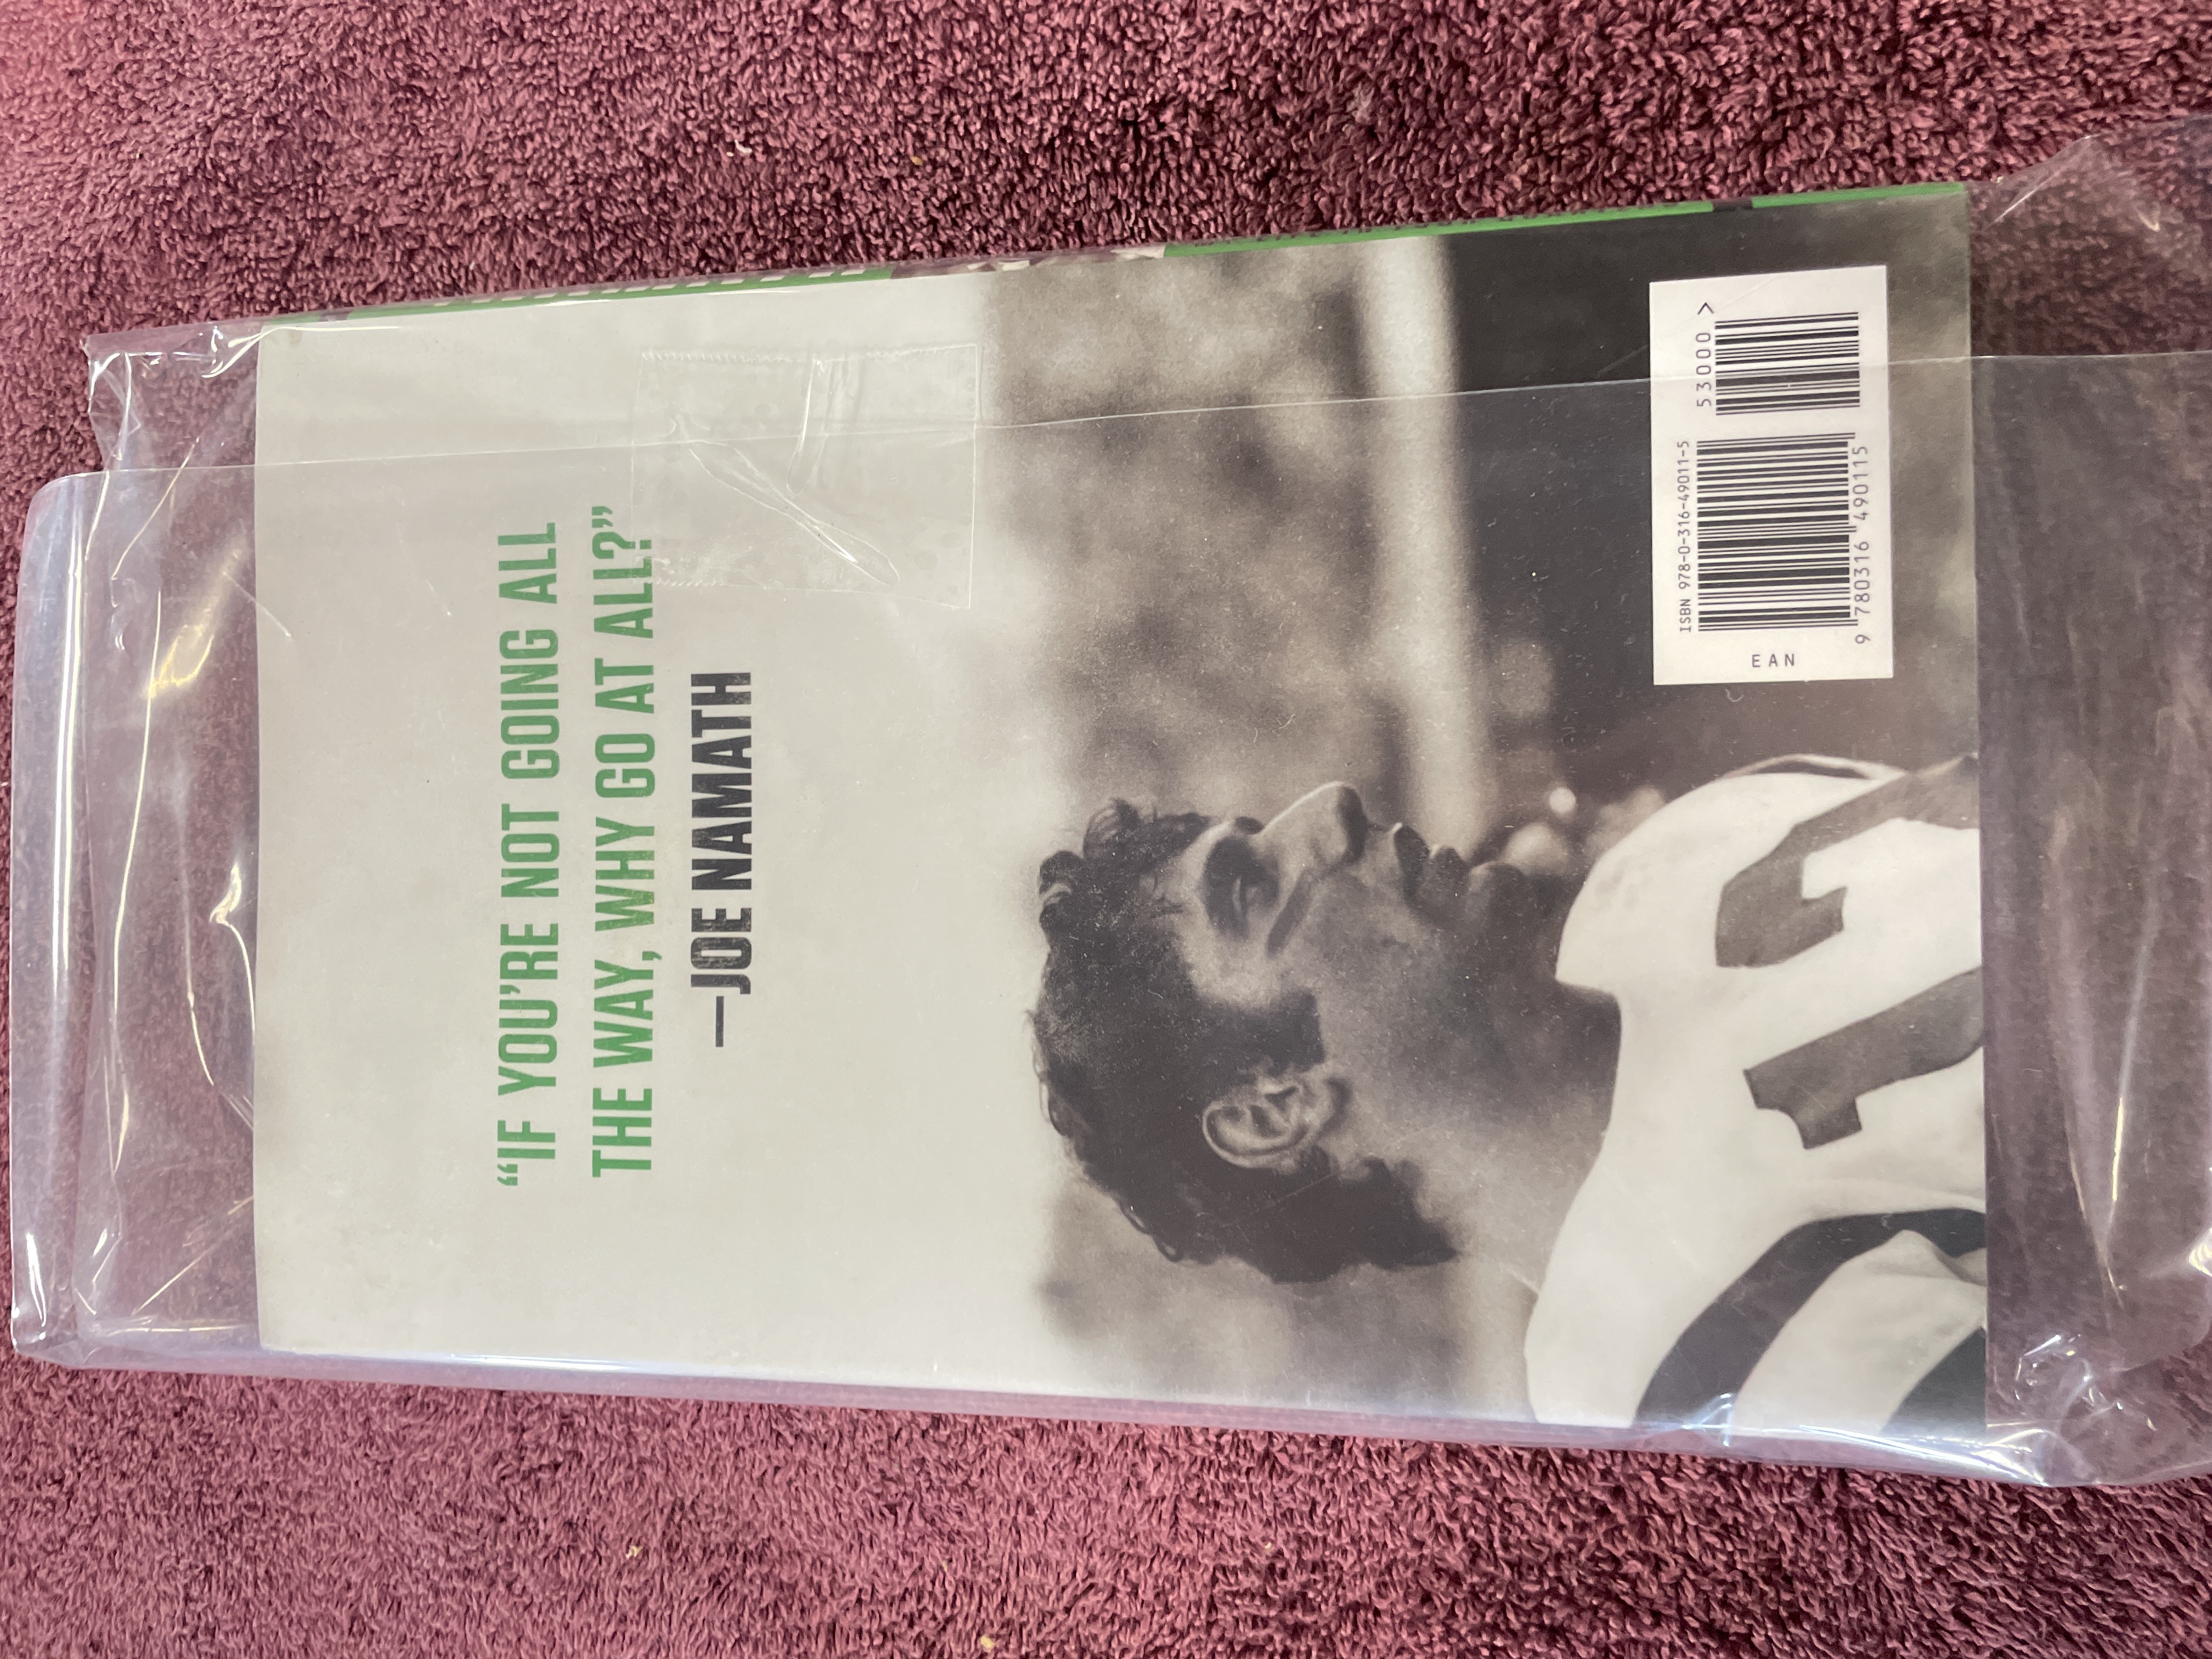 “IF YOU’RE NOT GOING ALL
THE WAY, WHY GO AT ALL?”
—JOE NAMATH
ISBN 978-0-316-49011-5
53000 >
9 780316 490115
EAN